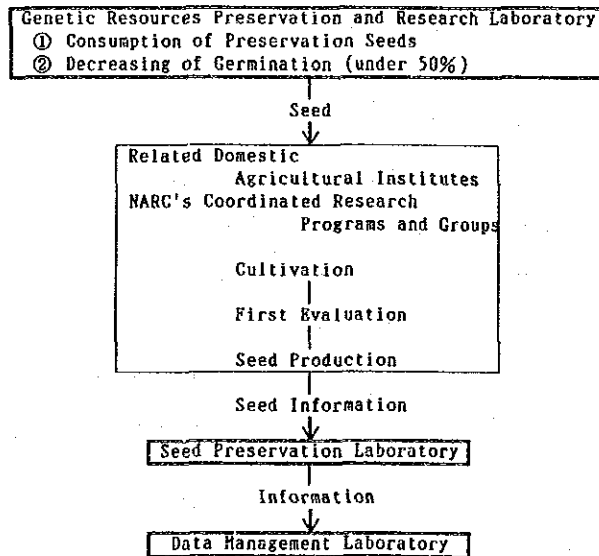 Genetic Resources Preservation and Research Laboratory
① Consumption of Preservation Seeds
② Decreasing of Germination (under 50%)
Seed
Related Domestic
Agricultural Institutes
NARC's Coordinated Research
Programs and Groups
Cultivation
First Evaluation
Seed Production
Seed Information
Seed Preservation Laboratory
Information
Data Management Laboratory